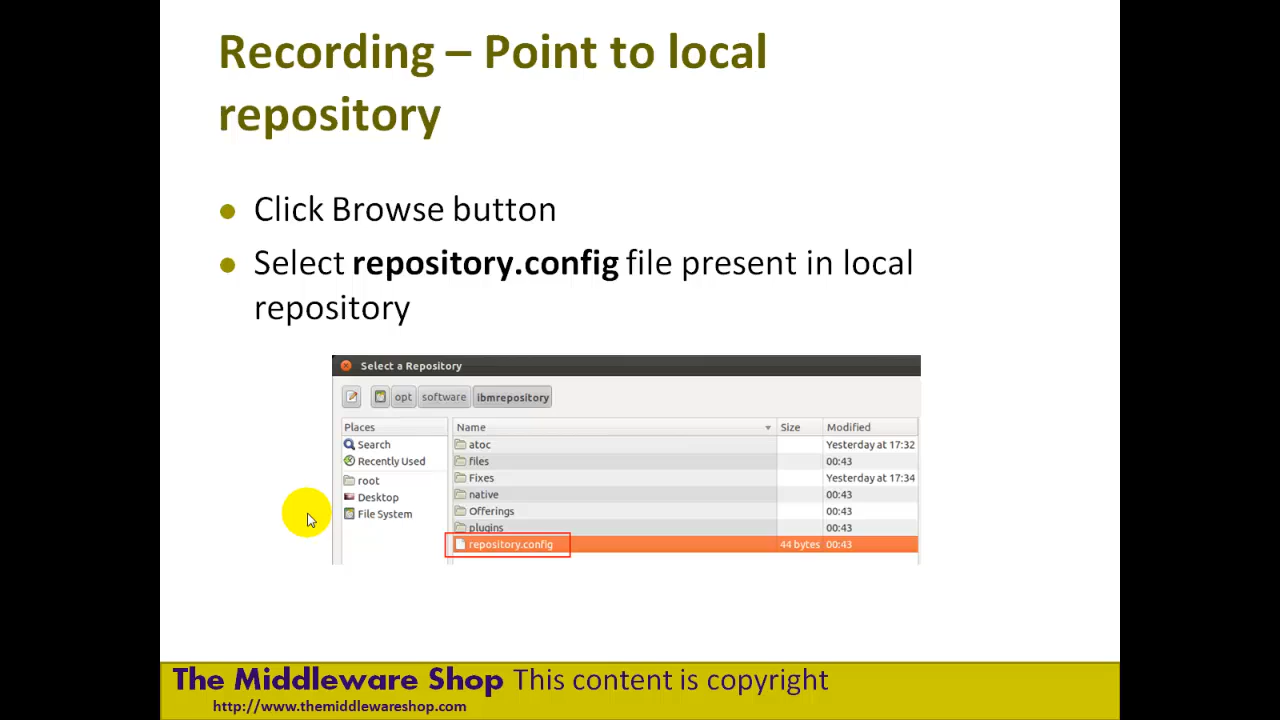 Recording – Point to local
repository
Click Browse button
Select repository.config file present in local
repository
Select a Repository
opt software ibmrepository
Places Name Size Modified
Search atoc Yesterday at 17:32
Recently Used files 00:43
root Fixes Yesterday at 17:34
Desktop native 00:43
File System Offerings 00:43
plugins 00:43
repository.config 44 bytes 00:43
The Middleware Shop This content is copyright
http://www.themiddlewareshop.com